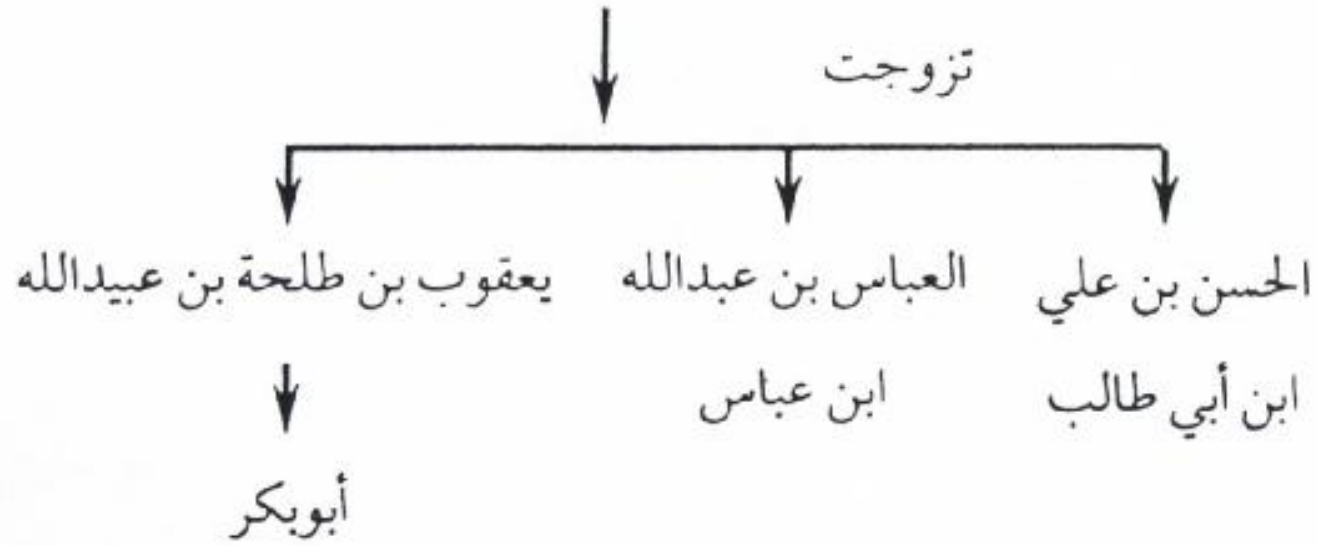 تزوجت
الحسن بن علي العباس بن عبدالله يعقوب بن طلحة بن عبيدالله
ابن أبي طالب ابن عباس
أبوبكر